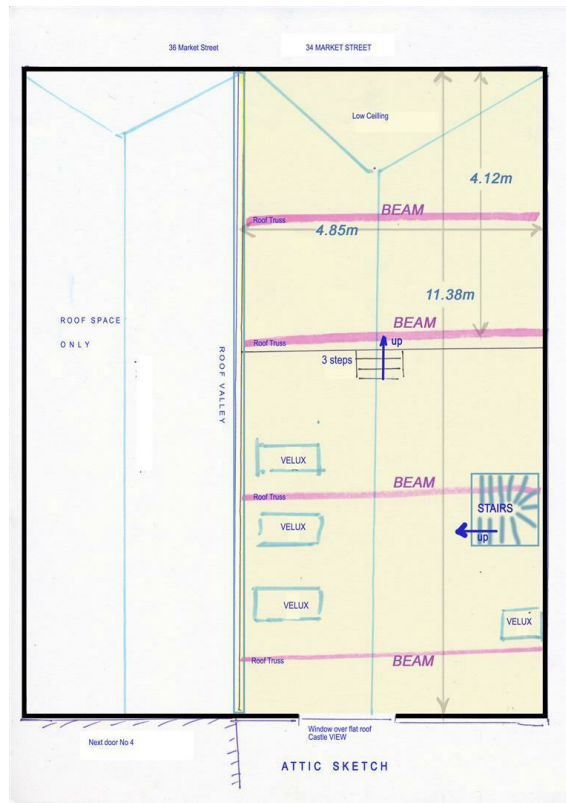 36 Market Street
34 MARKET STREET
Low Ceilling
4.12m
BEAM
Roof Truss
4.85m
11.38m
ROOF SPACE
ONLY
BEAM
up
Roof Truss
3 steps
ROOF VALLEY
VELUX
BEAM
Roof Truss
STAIRS
up
VELUX
VELUX
VELUX
Roof Truss
BEAM
Next door No 4
Window over flat roof
Castle VIEW
ATTIC SKETCH